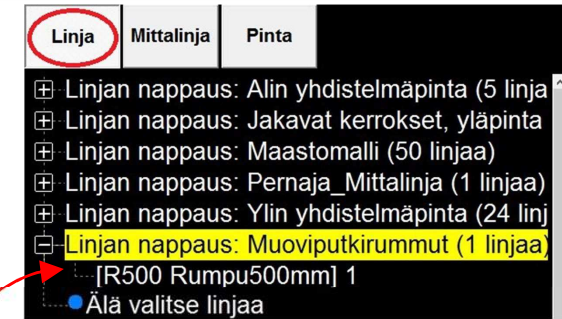 Linja Mittalinja Pinta
Linjan nappaus: Alin yhdistelmäpinta (5 linja
Linjan nappaus: Jakavat kerrokset, yläpinta
Linjan nappaus: Maastomalli (50 linjaa)
Linjan nappaus: Pernaja_Mittalinja (1 linjaa)
Linjan nappaus: Ylin yhdistelmäpinta (24 linj
Linjan nappaus: Muoviputkirummut (1 linjaa)
[R500 Rumpu500mm] 1
Älä valitse linjaa